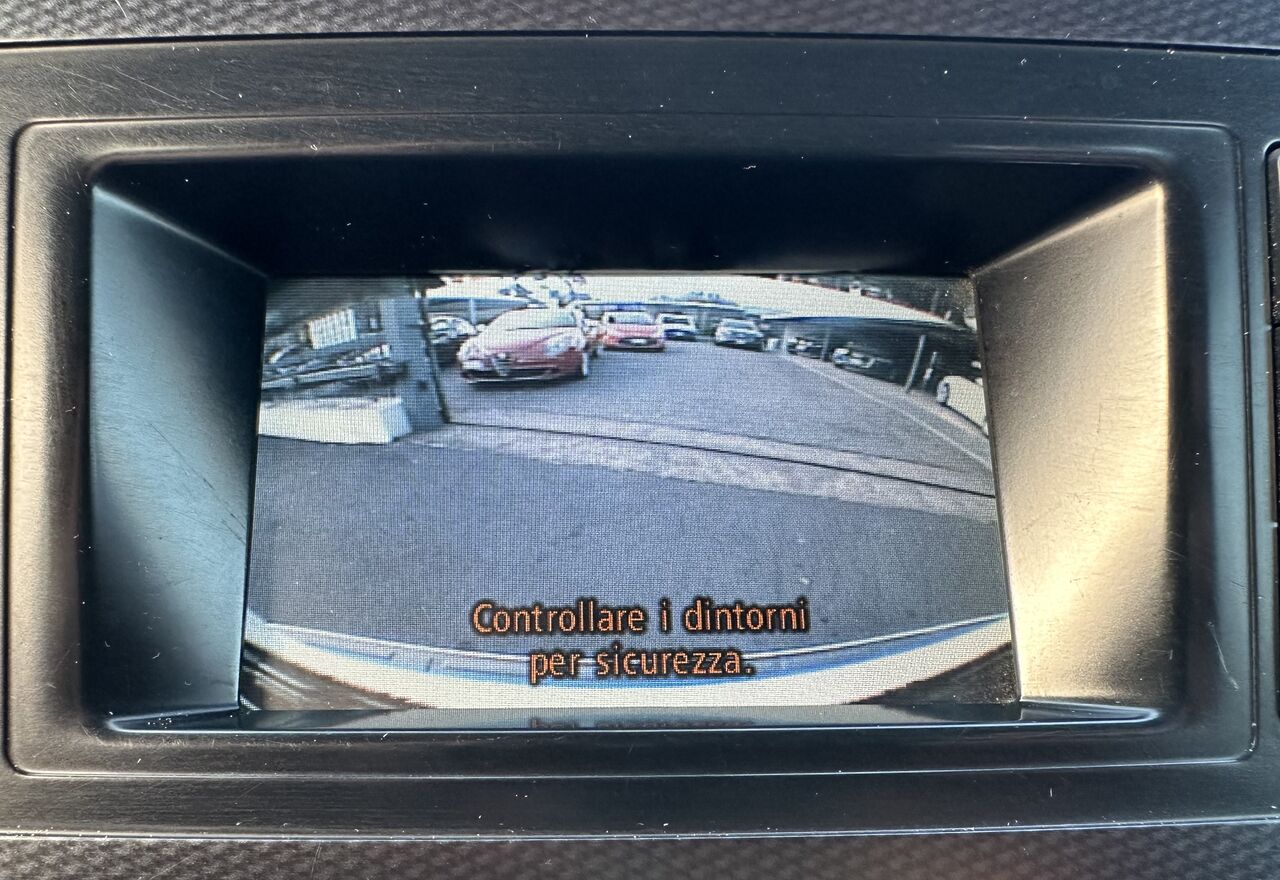 Controllare i dintorni
per sicurezza.